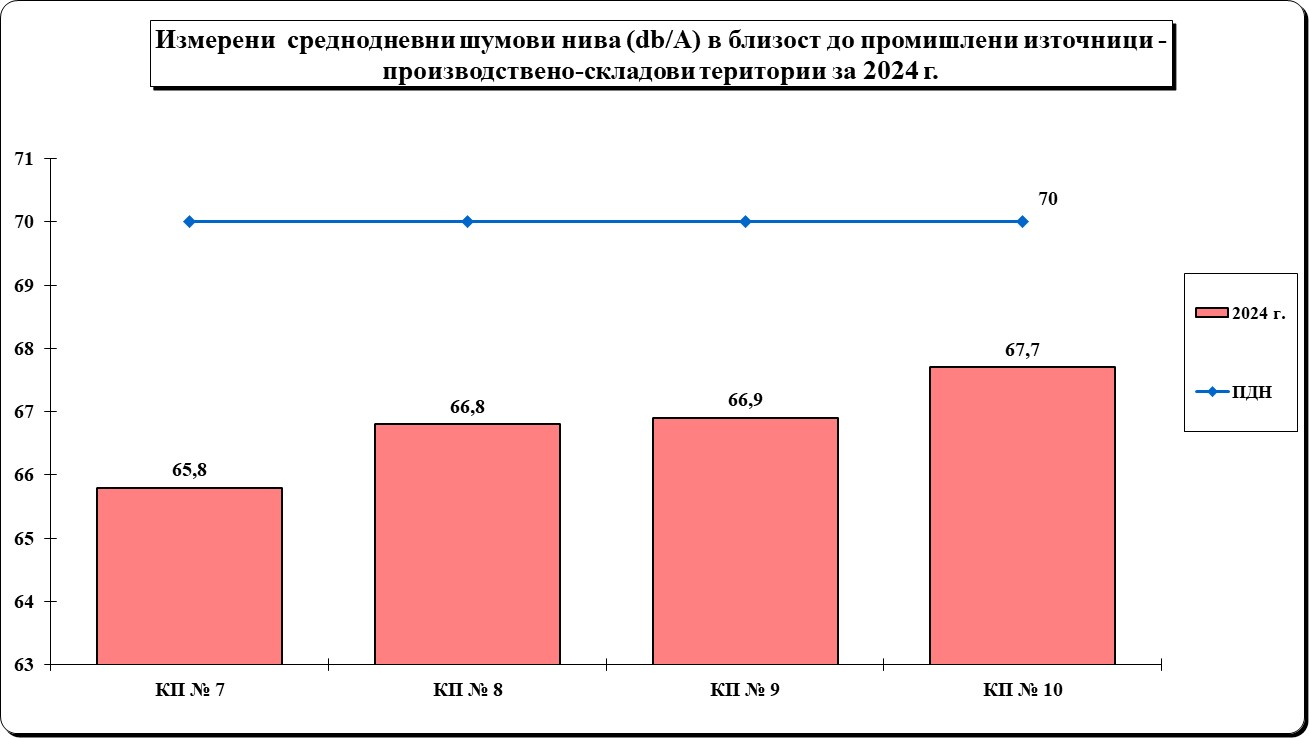 Измерени среднодневни шумови нива (db/A) в близост до промишлени източници -
производствено-складови територии за 2024 г.
71
70
69
68
67
66
65
64
63
70
65,8
66,8
66,9
67,7
КП № 7
КП № 8
КП № 9
КП № 10
2024 г.
ПДН